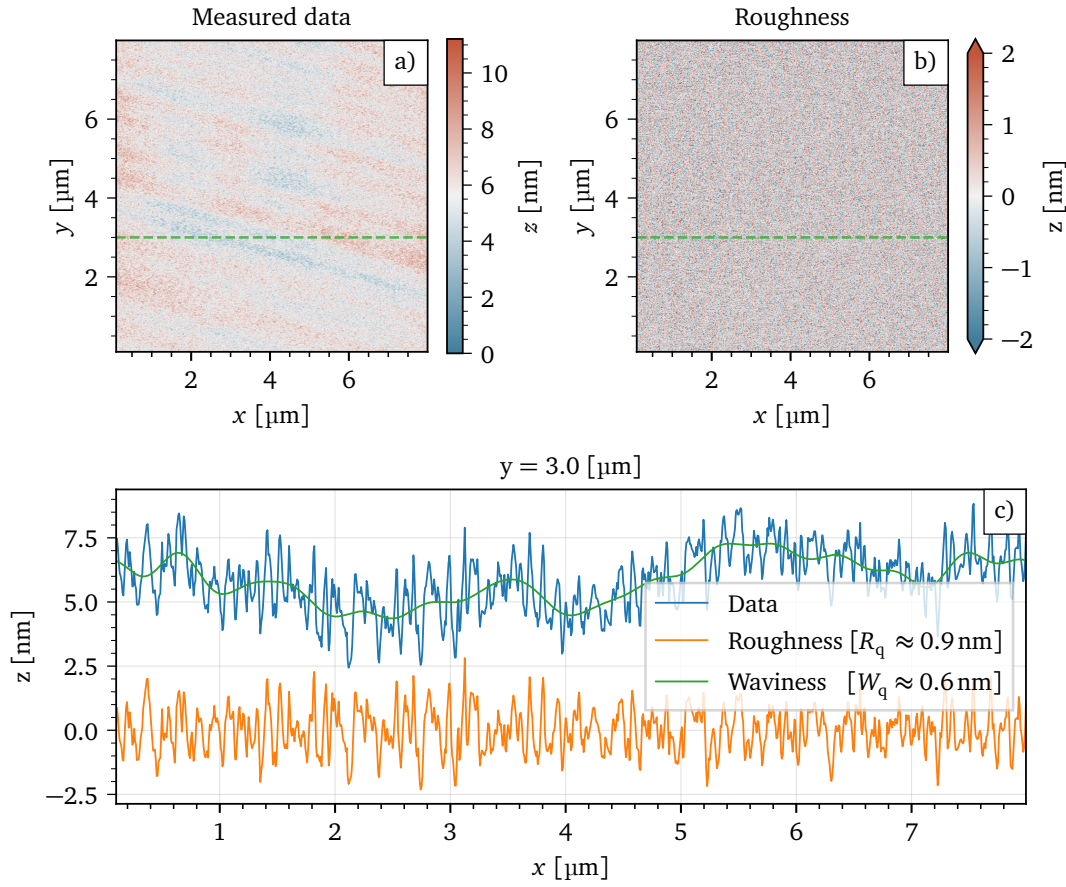 Measured data
Roughness
a)
b)
10
8
6
4
2
0
z [nm]
2
1
0
−1
−2
z [nm]
6
4
2
y [µm]
6
4
2
y [µm]
2 4 6
x [µm]
2 4 6
x [µm]
y = 3.0 [µm]
c)
7.5
5.0
2.5
0.0
−2.5
z [nm]
Data
Roughness [Rq ≈ 0.9 nm]
Waviness [Wq ≈ 0.6 nm]
1 2 3 4 5 6 7
x [µm]